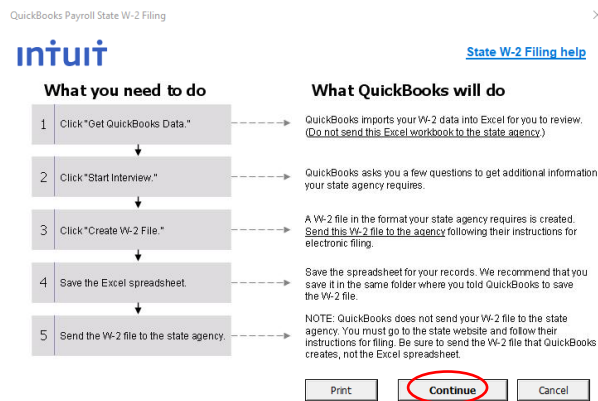 QuickBooks Payroll State W-2 Filing
intuit
State W-2 Filing help
What you need to do
What QuickBooks will do
1 Click "Get QuickBooks Data."
QuickBooks imports your W-2 data into Excel for you to review.
(Do not send this Excel workbook to the state agency.)
2 Click "Start Interview."
QuickBooks asks you a few questions to get additional information
your state agency requires.
3 Click "Create W-2 File."
A W-2 file in the format your state agency requires is created.
Send this W-2 file to the agency following their instructions for
electronic filing.
4 Save the Excel spreadsheet.
Save the spreadsheet for your records. We recommend that you
save it in the same folder where you told QuickBooks to save
the W-2 file.
5 Send the W-2 file to the state agency.
NOTE: QuickBooks does not send your W-2 file to the state
agency. You must go to the state website and follow their
instructions for filing. Be sure to send the W-2 file that QuickBooks
creates, not the Excel spreadsheet.
Print
Continue
Cancel